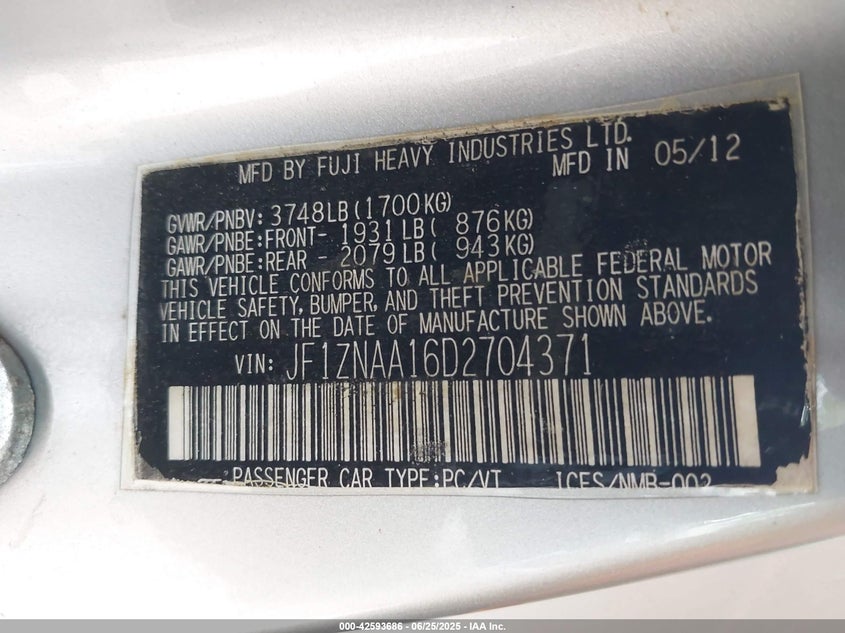 MFD BY FUJI HEAVY INDUSTRIES LTD.
MFD IN 05/12
GVWR/PNBV: 3748LB(1700KG)
GAWR/PNBE:FRONT- 1931LB( 876KG)
GAWR/PNBE:REAR - 2079LB( 943KG)
THIS VEHICLE CONFORMS TO ALL APPLICABLE FEDERAL MOTOR
VEHICLE SAFETY, BUMPER, AND THEFT PREVENTION STANDARDS
IN EFFECT ON THE DATE OF MANUFACTURE SHOWN ABOVE.
VIN: JF1ZNAA16D2704371
PASSENGER CAR TYPE:PC/VT ICES/NMB-002
000-42593686 - 06/25/2025 - IAA Inc.